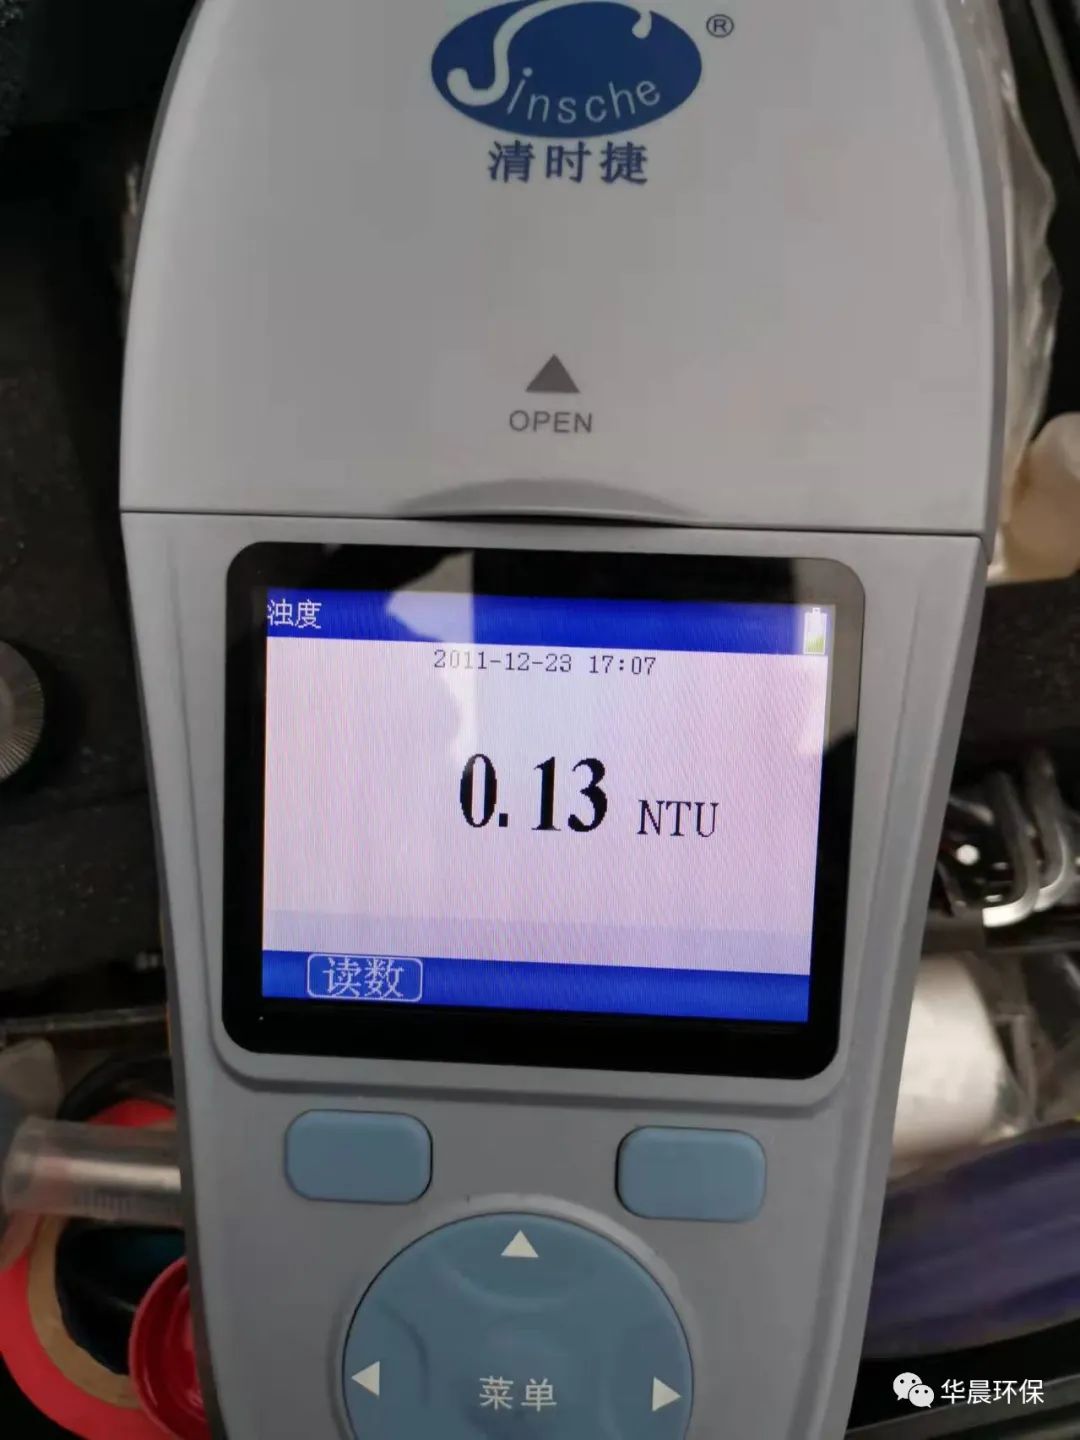 Sinsche ®
清时捷
OPEN
浊度
2011-12-23 17:07
0.13 NTU
读数
菜单
华晨环保